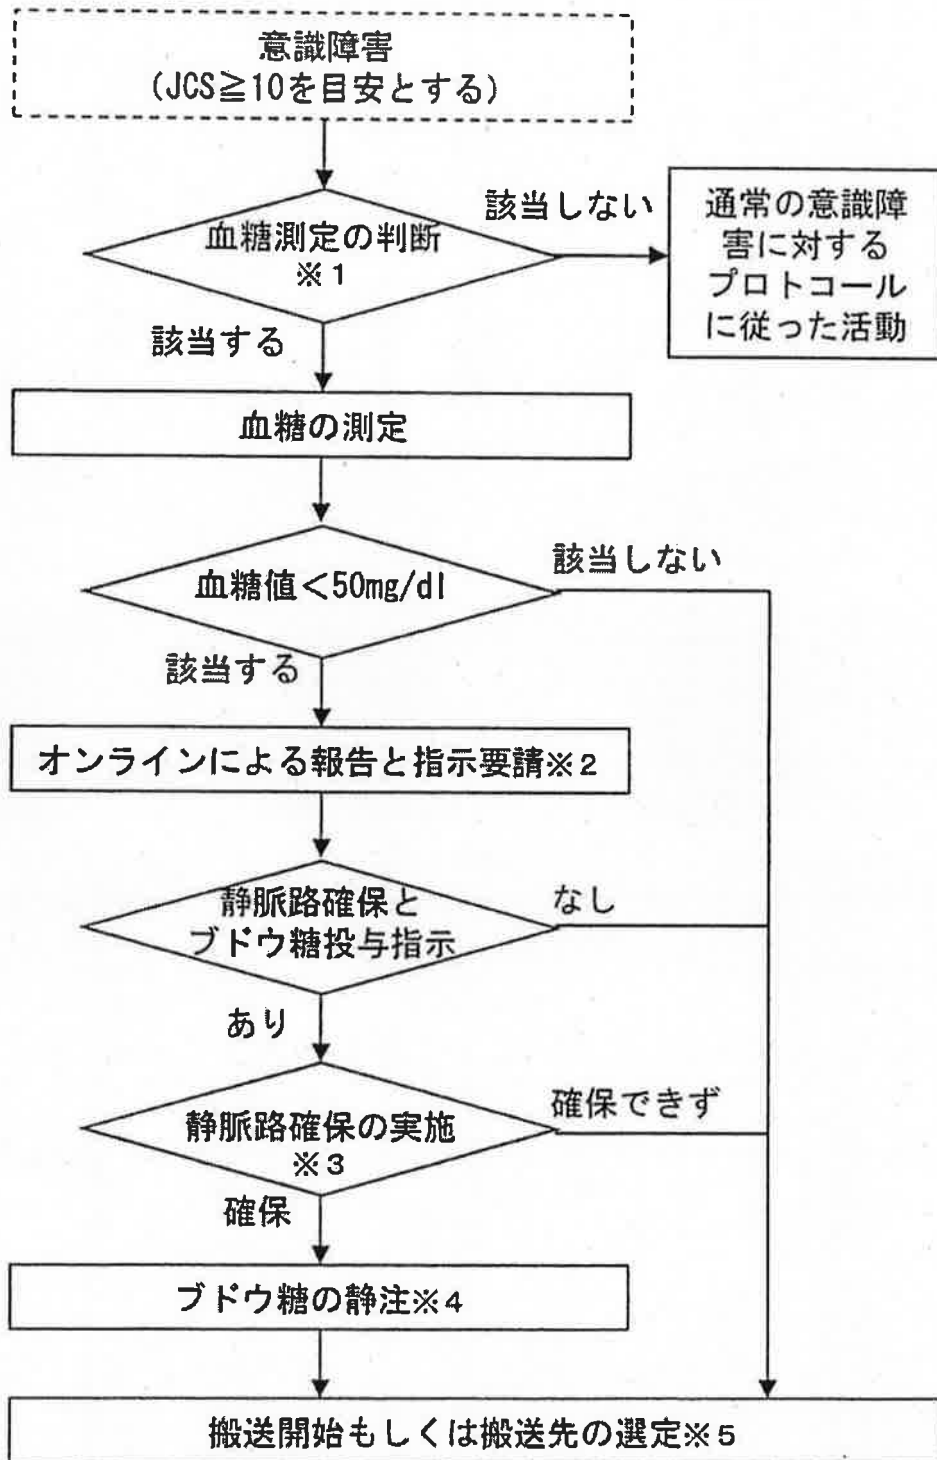 意識障害
(JCS≧10を目安とする)
血糖測定の判断
※1
該当しない
通常の意識障
害に対する
プロトコール
に従った活動
該当する
血糖の測定
血糖値<50mg/dl
該当しない
該当する
オンラインによる報告と指示要請※2
静脈路確保と
ブドウ糖投与指示
なし
あり
静脈路確保の実施
※3
確保できず
確保
ブドウ糖の静注※4
搬送開始もしくは搬送先の選定※5